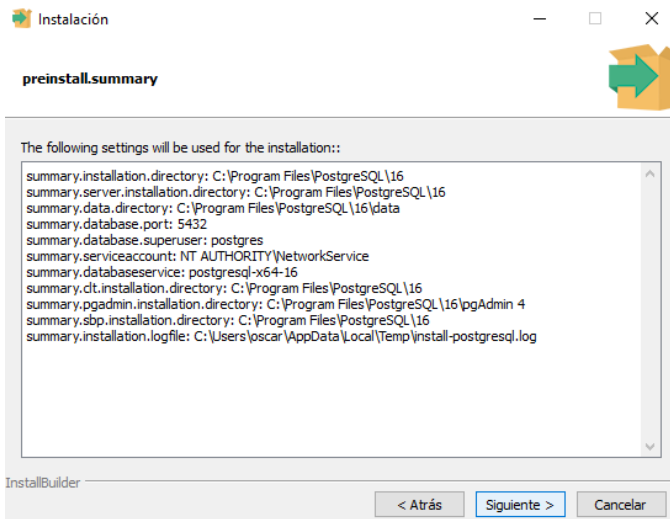 Instalación
preinstall.summary
The following settings will be used for the installation::
summary.installation.directory: C:\Program Files\PostgreSQL\16
summary.server.installation.directory: C:\Program Files\PostgreSQL\16
summary.data.directory: C:\Program Files\PostgreSQL\16\data
summary.database.port: 5432
summary.database.superuser: postgres
summary.serviceaccount: NT AUTHORITY\NetworkService
summary.databaseservice: postgresql-x64-16
summary.clt.installation.directory: C:\Program Files\PostgreSQL\16
summary.pgadmin.installation.directory: C:\Program Files\PostgreSQL\16\pgAdmin 4
summary.sbp.installation.directory: C:\Program Files\PostgreSQL\16
summary.installation.logfile: C:\Users\oscar\AppData\Local\Temp\install-postgresql.log
InstallBuilder
< Atrás Siguiente > Cancelar